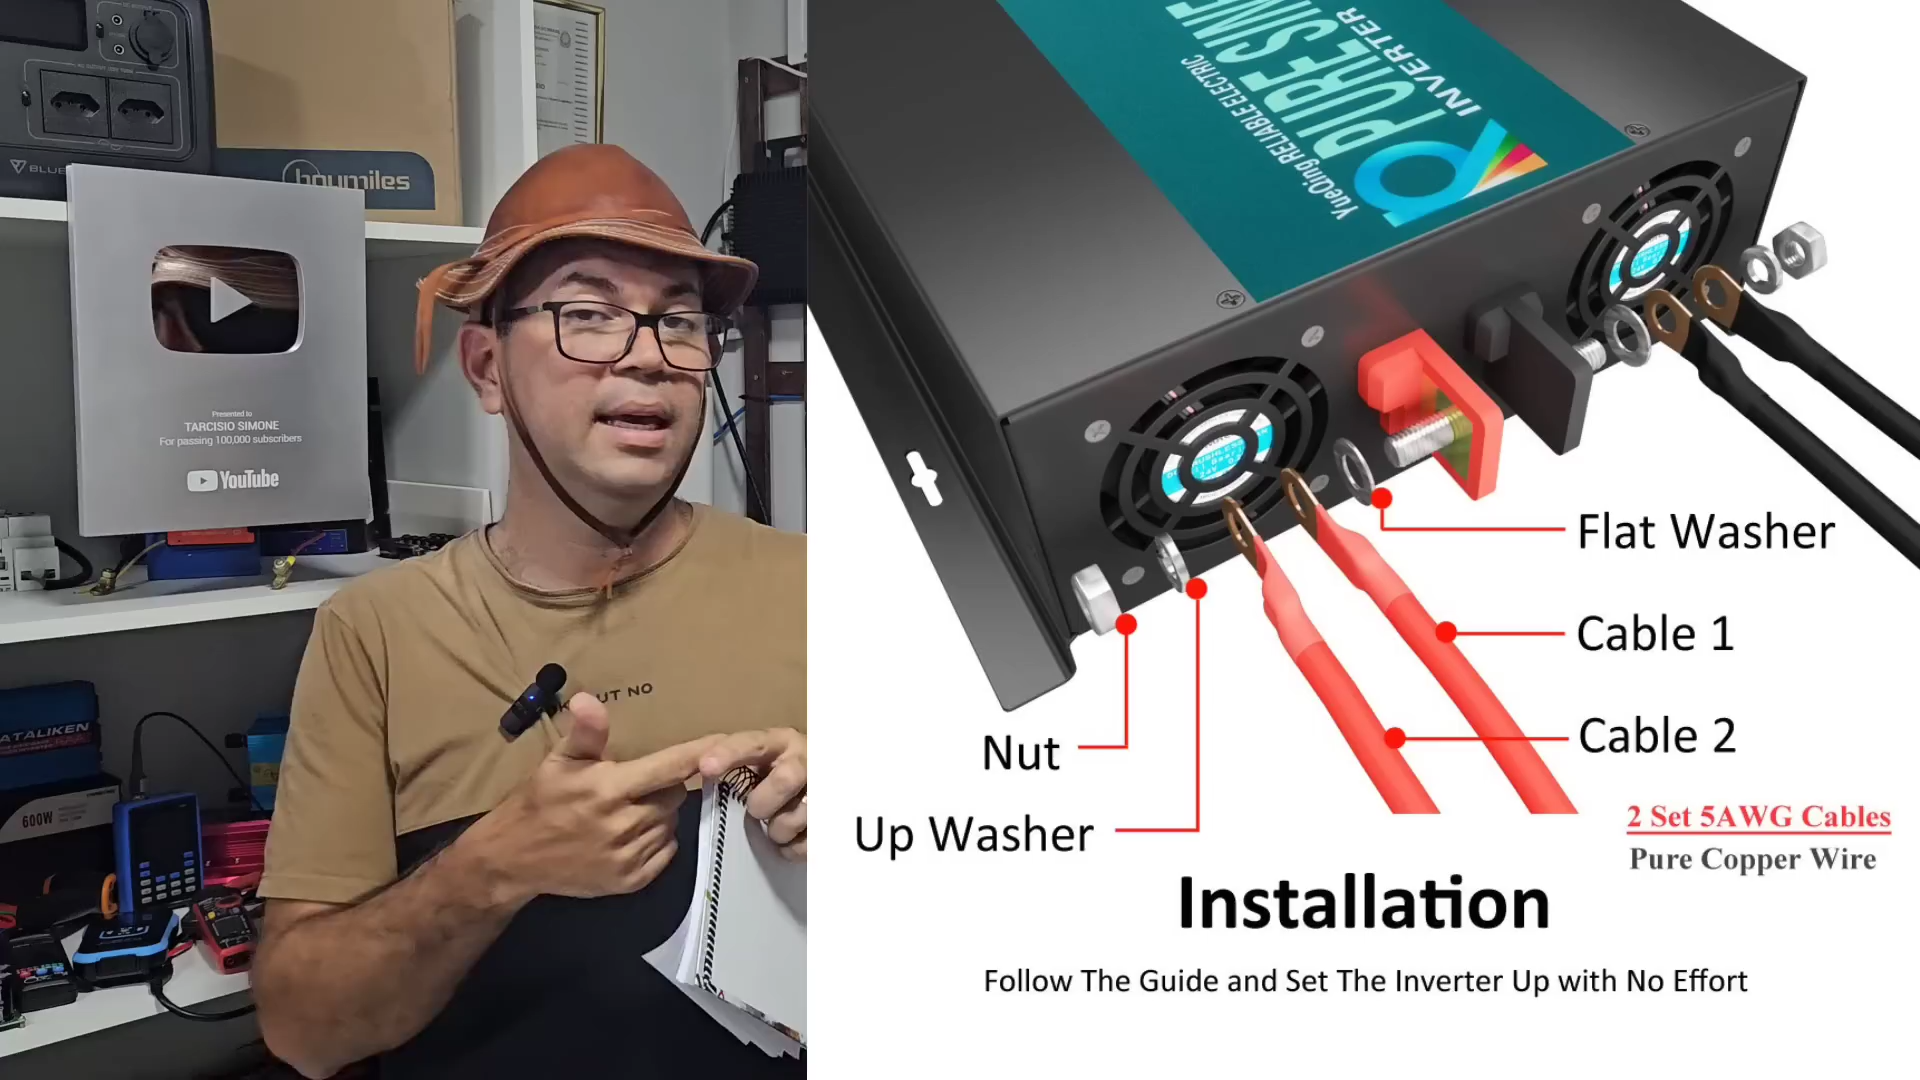 BLUE
boumiles
Presented to
TARCISIO SIMONE
For passing 100,000 subscribers
YouTube
UT NO
ATALIKEN
600W
YueQing RELIABLE ELECTRIC
PURE SINE
INVERTER
Flat Washer
Cable 1
Cable 2
Nut
Up Washer
2 Set 5AWG Cables
Pure Copper Wire
Installation
Follow The Guide and Set The Inverter Up with No Effort